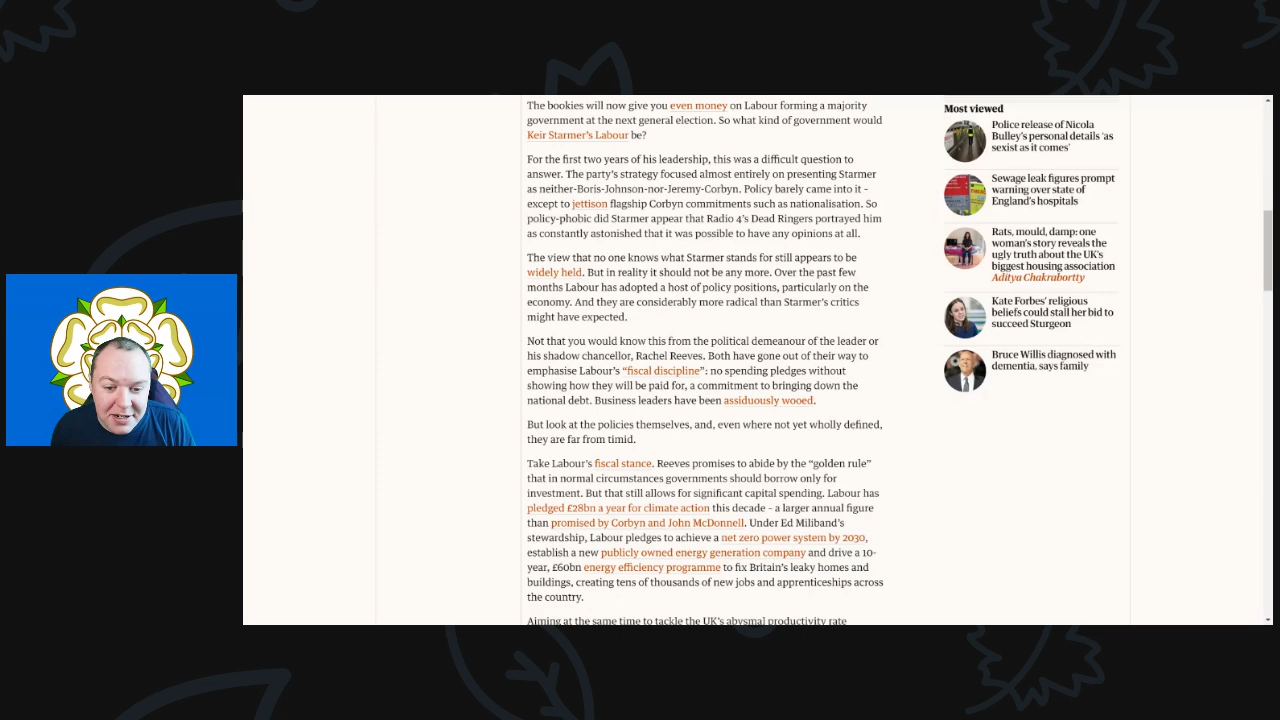 The bookies will now give you even money on Labour forming a majority
government at the next general election. So what kind of government would
Keir Starmer's Labour be?
For the first two years of his leadership, this was a difficult question to
answer. The party's strategy focused almost entirely on presenting Starmer
as neither-Boris-Johnson-nor-Jeremy-Corbyn. Policy barely came into it –
except to jettison flagship Corbyn commitments such as nationalisation. So
policy-phobic did Starmer appear that Radio 4's Dead Ringers portrayed him
as constantly astonished that it was possible to have any opinions at all.
The view that no one knows what Starmer stands for still appears to be
widely held. But in reality it should not be any more. Over the past few
months Labour has adopted a host of policy positions, particularly on the
economy. And they are considerably more radical than Starmer's critics
might have expected.
Not that you would know this from the political demeanour of the leader or
his shadow chancellor, Rachel Reeves. Both have gone out of their way to
emphasise Labour's “fiscal discipline”: no spending pledges without
showing how they will be paid for, a commitment to bringing down the
national debt. Business leaders have been assiduously wooed.
But look at the policies themselves, and, even where not yet wholly defined,
they are far from timid.
Take Labour's fiscal stance. Reeves promises to abide by the “golden rule”
that in normal circumstances governments should borrow only for
investment. But that still allows for significant capital spending. Labour has
pledged £28bn a year for climate action this decade – a larger annual figure
than promised by Corbyn and John McDonnell. Under Ed Miliband's
stewardship, Labour pledges to achieve a net zero power system by 2030,
establish a new publicly owned energy generation company and drive a 10-
year, £60bn energy efficiency programme to fix Britain's leaky homes and
buildings, creating tens of thousands of new jobs and apprenticeships across
the country.
Aiming at the same time to tackle the UK's abysmal productivity rate
Most viewed
Police release of Nicola
Bulley's personal details ‘as
sexist as it comes’
Sewage leak figures prompt
warning over state of
England's hospitals
Rats, mould, damp: one
woman's story reveals the
ugly truth about the UK's
biggest housing association
Aditya Chakrabortty
Kate Forbes' religious
beliefs could stall her bid to
succeed Sturgeon
Bruce Willis diagnosed with
dementia, says family